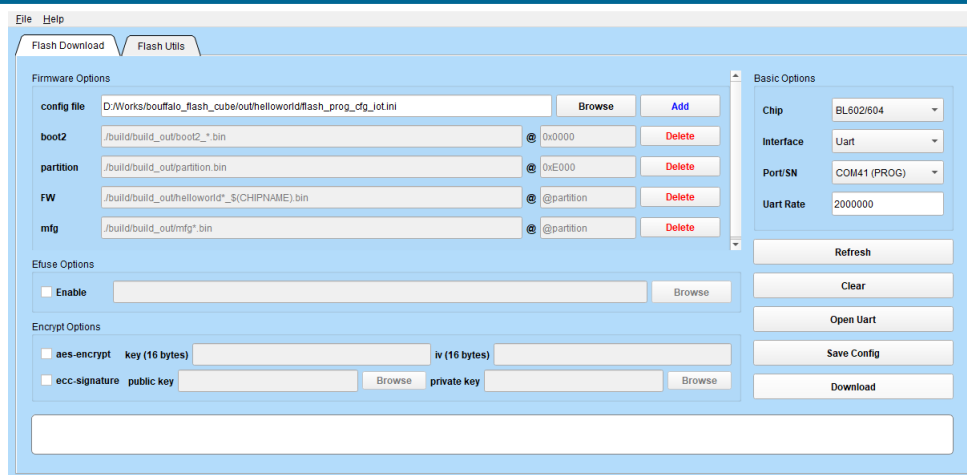 File Help
Flash Download Flash Utils
Firmware Options
config file D:/Works/bouffalo_flash_cube/out/helloworld/flash_prog_cfg_iot.ini Browse Add
boot2 ./build/build_out/boot2_*.bin @ 0x0000 Delete
partition ./build/build_out/partition.bin @ 0xE000 Delete
FW ./build/build_out/helloworld*_$(CHIPNAME).bin @ @partition Delete
mfg ./build/build_out/mfg*.bin @ @partition Delete
Efuse Options
Enable Browse
Encrypt Options
aes-encrypt key (16 bytes) iv (16 bytes)
ecc-signature public key Browse private key Browse
Basic Options
Chip BL602/604
Interface Uart
Port/SN COM41 (PROG)
Uart Rate 2000000
Refresh
Clear
Open Uart
Save Config
Download